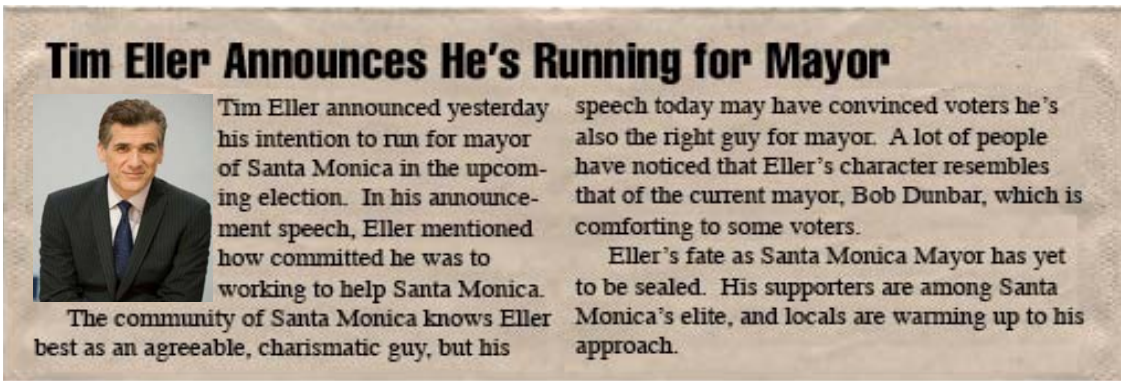 Tim Eller Announces He's Running for Mayor
Tim Eller announced yesterday
his intention to run for mayor
of Santa Monica in the upcom-
ing election.  In his announce-
ment speech, Eller mentioned
how committed he was to
working to help Santa Monica.
The community of Santa Monica knows Eller
best as an agreeable, charismatic guy, but his
speech today may have convinced voters he's
also the right guy for mayor.  A lot of people
have noticed that Eller's character resembles
that of the current mayor, Bob Dunbar, which is
comforting to some voters.
Eller's fate as Santa Monica Mayor has yet
to be sealed.  His supporters are among Santa
Monica's elite, and locals are warming up to his
approach.